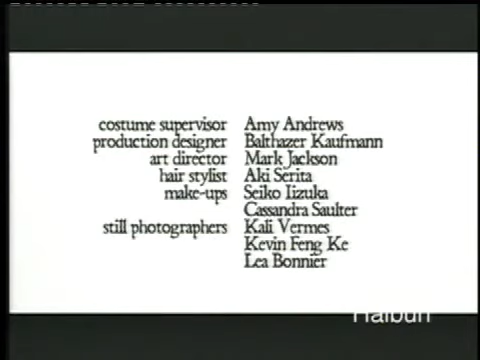 costume supervisor Amy Andrews
production designer Balthazer Kaufmann
art director Mark Jackson
hair stylist Aki Serita
make-ups Seiko Iizuka
Cassandra Saulter
still photographers Kali Vermes
Kevin Feng Ke
Lea Bonnier
Haibun